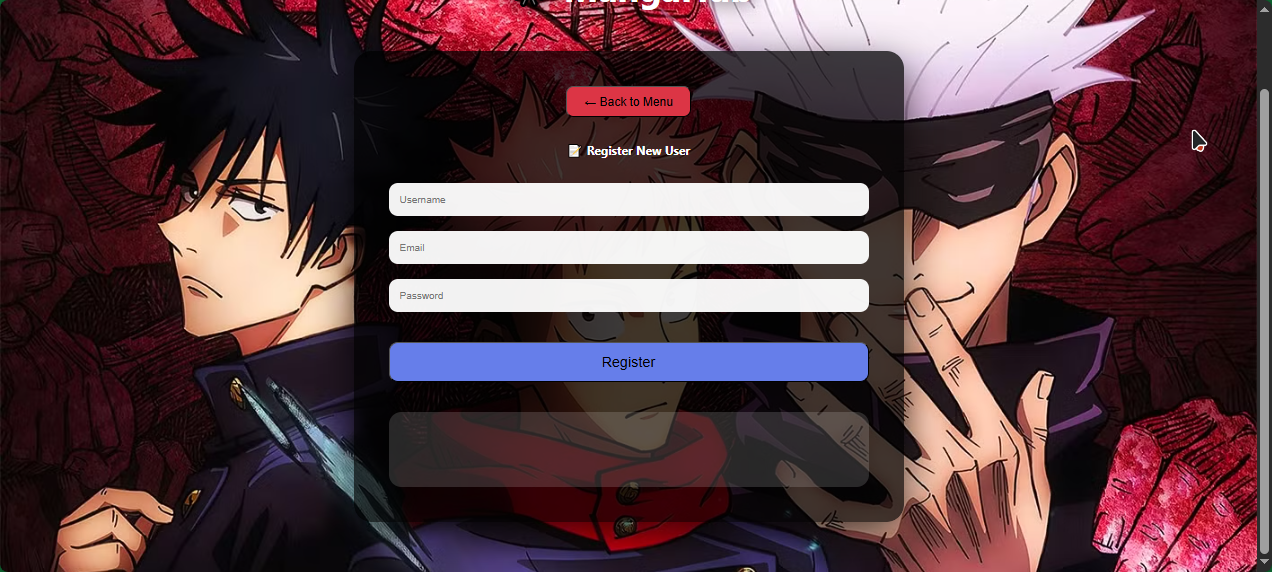 ← Back to Menu
📝 Register New User
Username
Email
Password
Register